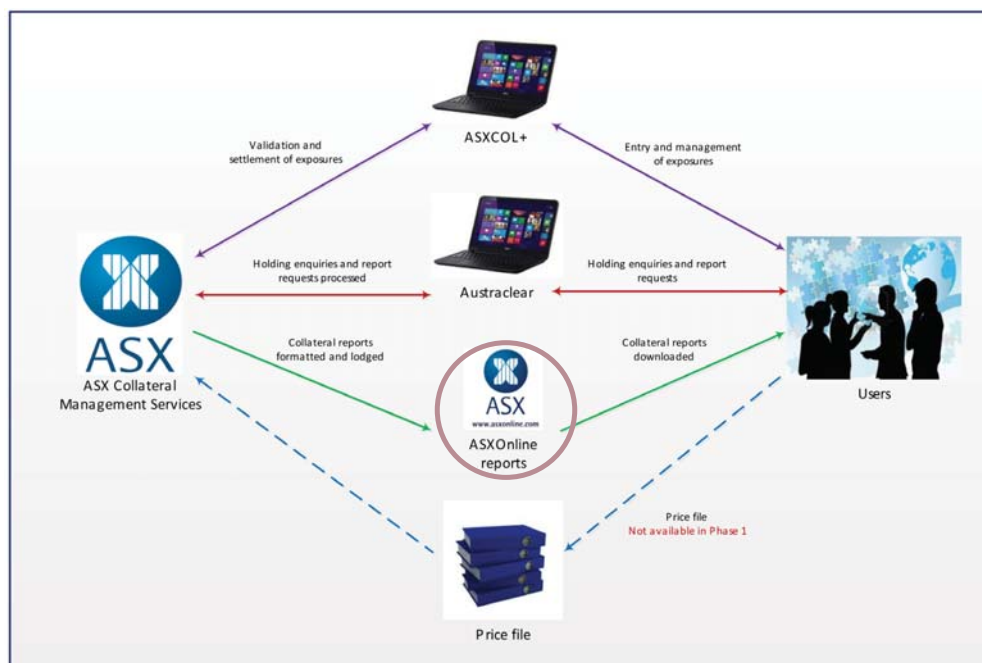 ASXCOL+
Validation and
settlement of exposures
Entry and management
of exposures
Holding enquiries and report
requests processed
Austraclear
Holding enquiries and report
requests
ASX
ASX Collateral
Management Services
Collateral reports
formatted and lodged
Collateral reports
downloaded
Users
ASX
www.asxonline.com
ASXOnline
reports
Price file
Not available in Phase 1
Price file